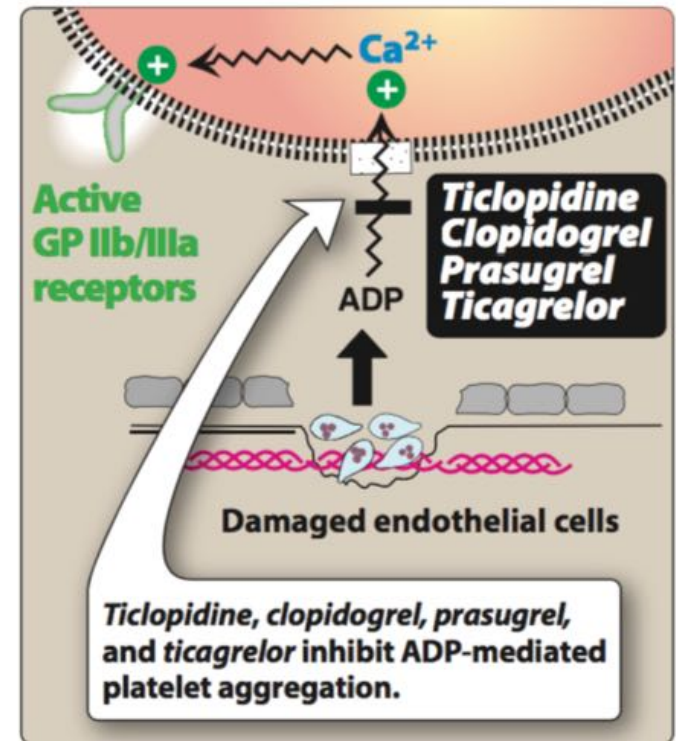 +
Ca²⁺
+
Active
GP IIb/IIIa
receptors
Ticlopidine
Clopidogrel
Prasugrel
Ticagrelor
ADP
Damaged endothelial cells
Ticlopidine, clopidogrel, prasugrel,
and ticagrelor inhibit ADP-mediated
platelet aggregation.